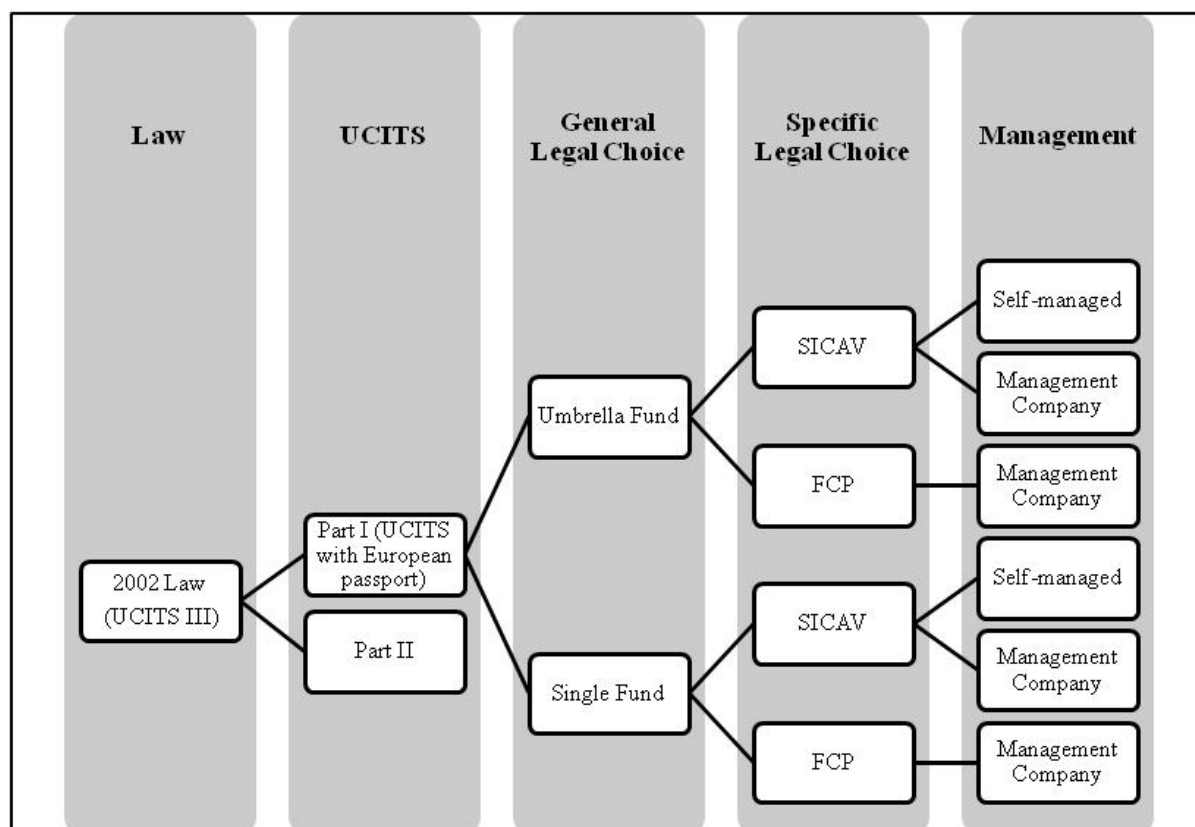 Law
UCITS
General
Legal Choice
Specific
Legal Choice
Management
2002 Law
(UCITS III)
Part I (UCITS
with European
passport)
Part II
Umbrella Fund
Single Fund
SICAV
FCP
SICAV
FCP
Self-managed
Management
Company
Management
Company
Self-managed
Management
Company
Management
Company